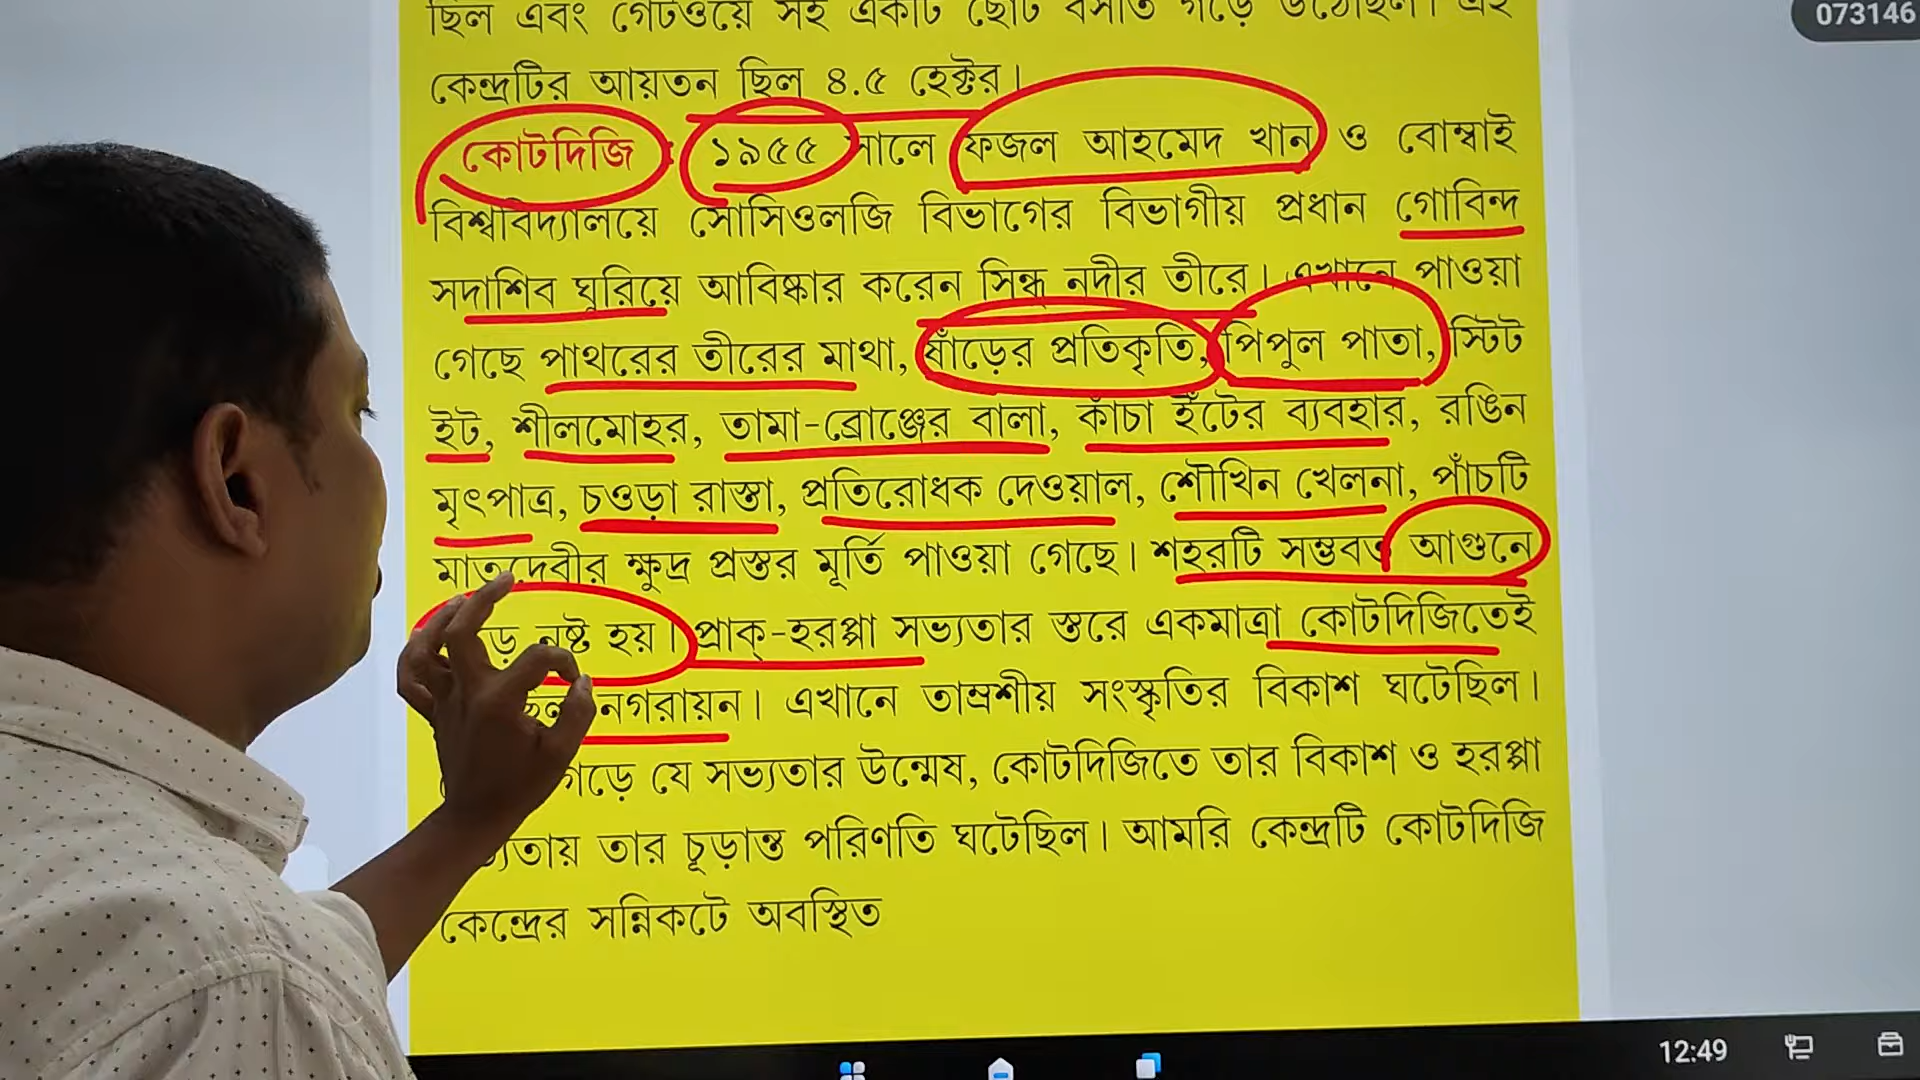 073146
ছিল এবং গেটওয়ে সহ একটি ছোট বসতি গড়ে উঠেছিল। এই
কেন্দ্রটির আয়তন ছিল ৪.৫ হেক্টর।
কোটদিজি : ১৯৫৫ সালে ফজল আহমেদ খান ও বোম্বাই
বিশ্ববিদ্যালয়ে সোসিওলজি বিভাগের বিভাগীয় প্রধান গোবিন্দ
সদাশিব ঘুরিয়ে আবিষ্কার করেন সিন্ধু নদীর তীরে। এখানে পাওয়া
গেছে পাথরের তীরের মাথা, ষাঁড়ের প্রতিকৃতি, পিপুল পাতা, স্টিট
ইট, শীলমোহর, তামা-ব্রোঞ্জের বালা, কাঁচা ইঁটের ব্যবহার, রঙিন
মৃৎপাত্র, চওড়া রাস্তা, প্রতিরোধক দেওয়াল, শৌখিন খেলনা, পাঁচটি
মাতৃদেবীর ক্ষুদ্র প্রস্তর মূর্তি পাওয়া গেছে। শহরটি সম্ভবত আগুনে
নষ্ট হয়। প্রাক্-হরপ্পা সভ্যতার স্তরে একমাত্রা কোটদিজিতেই
নগরায়ন। এখানে তাম্রশীয় সংস্কৃতির বিকাশ ঘটেছিল।
যে সভ্যতার উন্মেষ, কোটদিজিতে তার বিকাশ ও হরপ্পা
তার চূড়ান্ত পরিণতি ঘটেছিল। আমরি কেন্দ্রটি কোটদিজি
কেন্দ্রের সন্নিকটে অবস্থিত
12:49